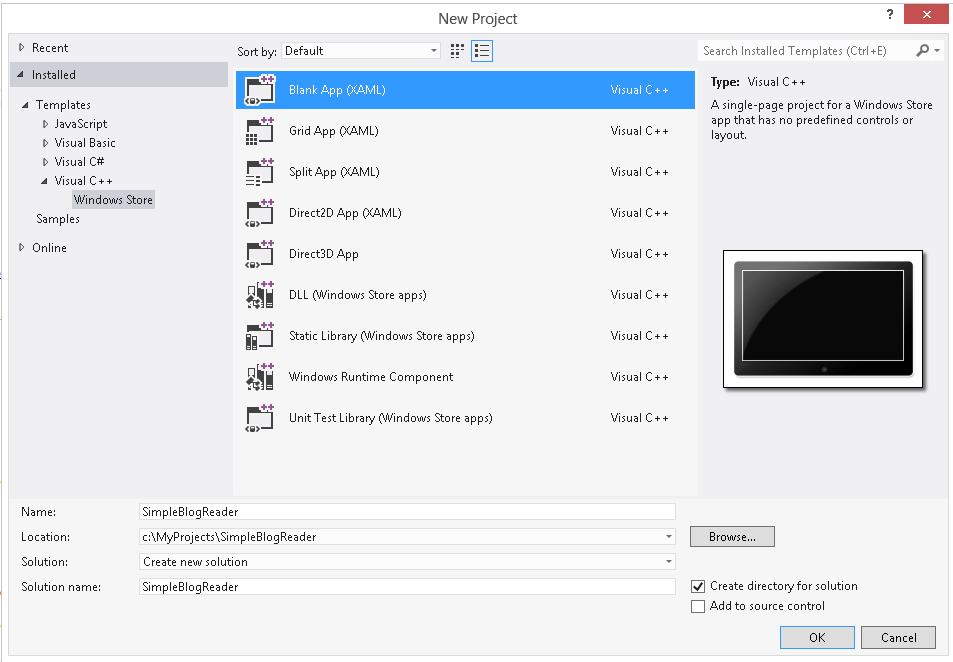 New Project
?
Recent
Installed
Templates
JavaScript
Visual Basic
Visual C#
Visual C++
Windows Store
Samples
Online
Sort by: Default
Search Installed Templates (Ctrl+E)
Blank App (XAML) Visual C++
Grid App (XAML) Visual C++
Split App (XAML) Visual C++
Direct2D App (XAML) Visual C++
Direct3D App Visual C++
DLL (Windows Store apps) Visual C++
Static Library (Windows Store apps) Visual C++
Windows Runtime Component Visual C++
Unit Test Library (Windows Store apps) Visual C++
Type: Visual C++
A single-page project for a Windows Store
app that has no predefined controls or
layout.
Name: SimpleBlogReader
Location: c:\MyProjects\SimpleBlogReader Browse...
Solution: Create new solution
Solution name: SimpleBlogReader
Create directory for solution
Add to source control
OK Cancel